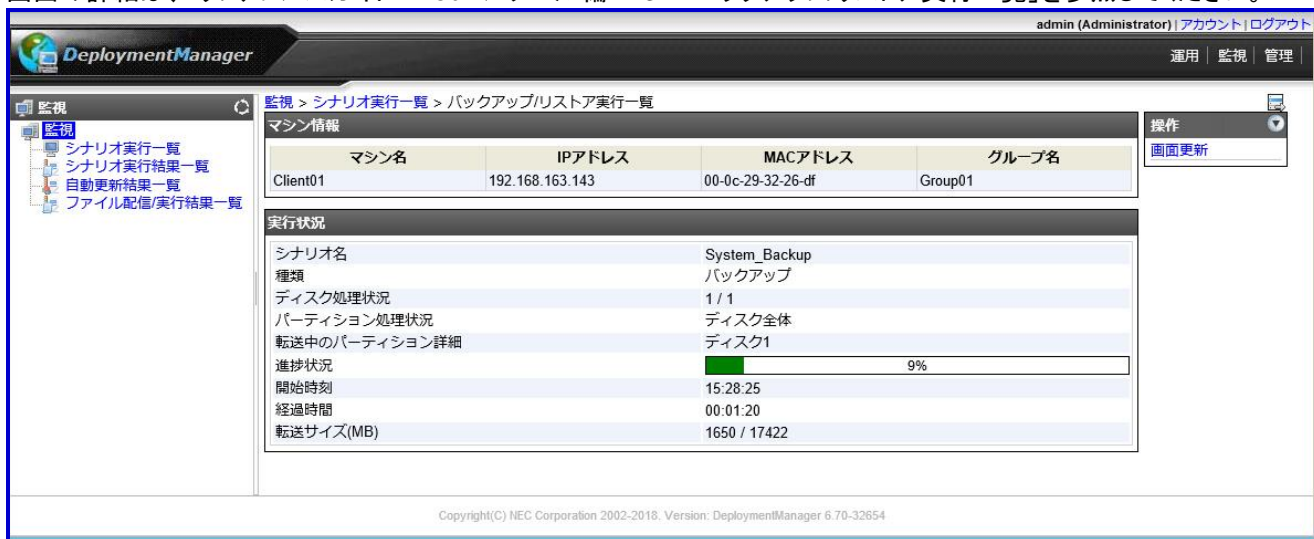 admin (Administrator) | アカウント | ログアウト
DeploymentManager
運用 | 監視 | 管理
監視
監視 > シナリオ実行一覧 > バックアップ/リストア実行一覧
監視
シナリオ実行一覧
シナリオ実行結果一覧
自動更新結果一覧
ファイル配信/実行結果一覧
マシン情報
マシン名 IPアドレス MACアドレス グループ名
Client01 192.168.163.143 00-0c-29-32-26-df Group01
実行状況
シナリオ名 System_Backup
種類 バックアップ
ディスク処理状況 1 / 1
パーティション処理状況 ディスク全体
転送中のパーティション詳細 ディスク1
進捗状況 9%
開始時刻 15:28:25
経過時間 00:01:20
転送サイズ(MB) 1650 / 17422
操作
画面更新
Copyright(C) NEC Corporation 2002-2018. Version: DeploymentManager 6.70-32654